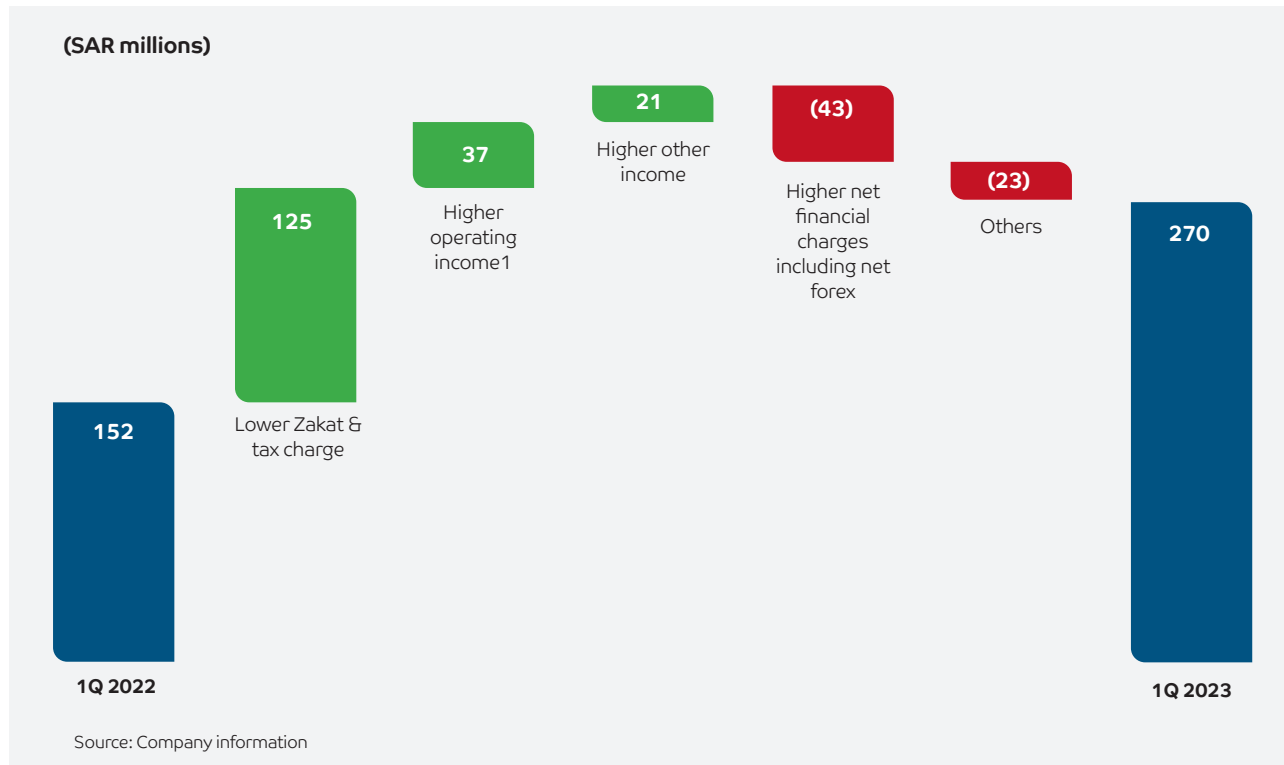 (SAR millions)
152
1Q 2022
125
Lower Zakat &
tax charge
37
Higher
operating
income1
21
Higher other
income
(43)
Higher net
financial
charges
including net
forex
(23)
Others
270
1Q 2023
Source: Company information